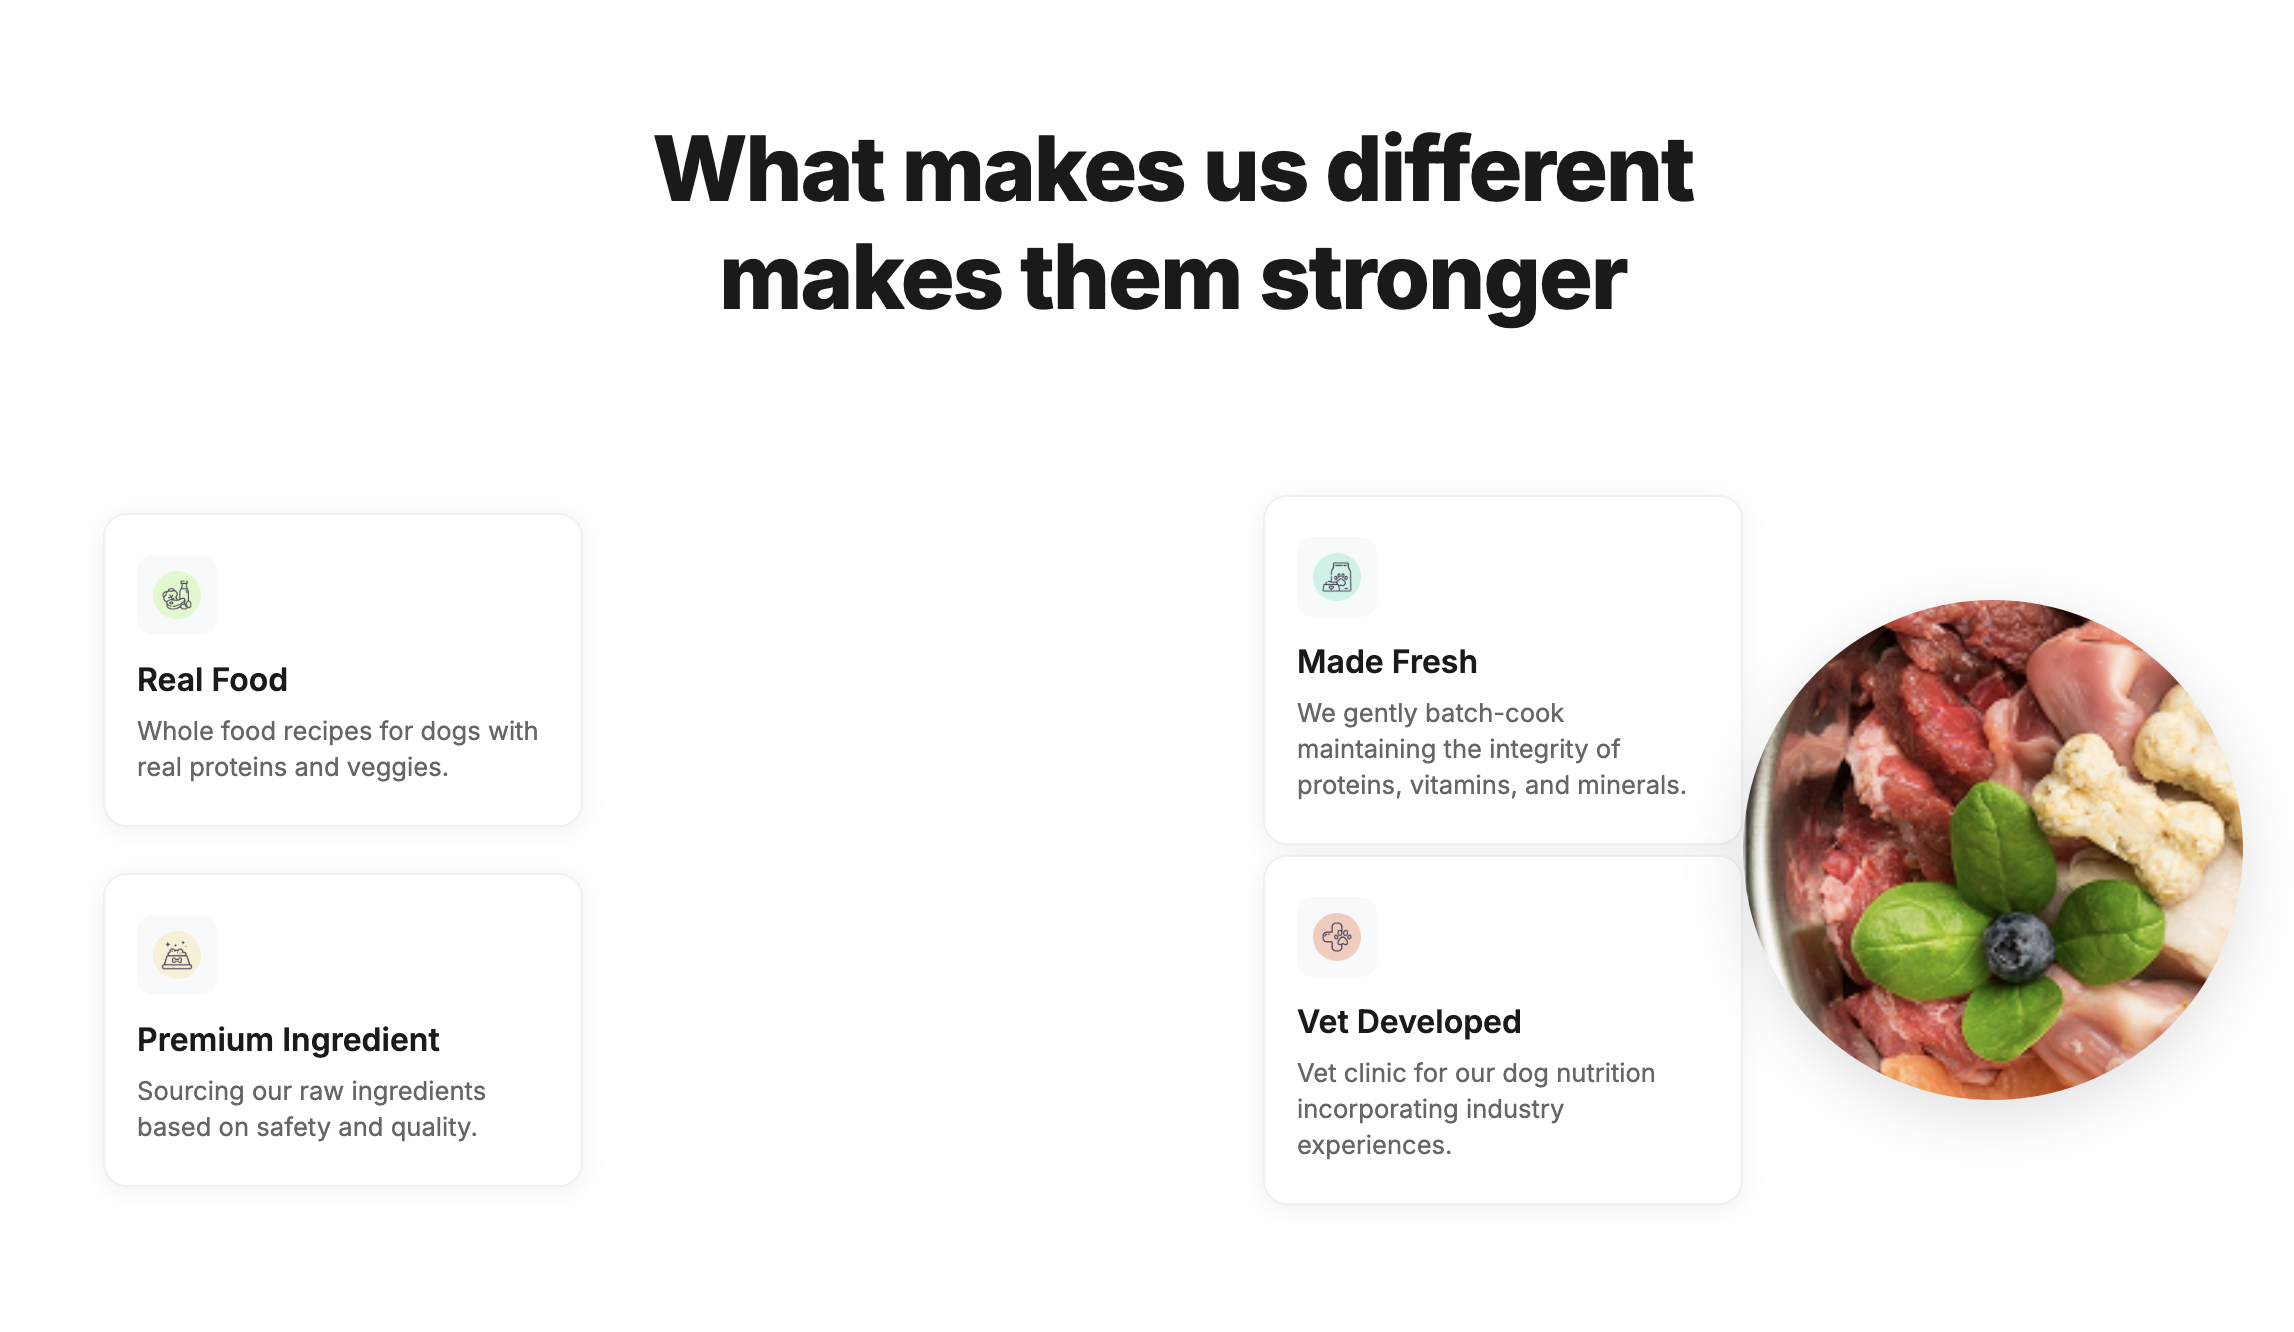 What makes us different
makes them stronger
Real Food
Whole food recipes for dogs with
real proteins and veggies.
Premium Ingredient
Sourcing our raw ingredients
based on safety and quality.
Made Fresh
We gently batch-cook
maintaining the integrity of
proteins, vitamins, and minerals.
Vet Developed
Vet clinic for our dog nutrition
incorporating industry
experiences.